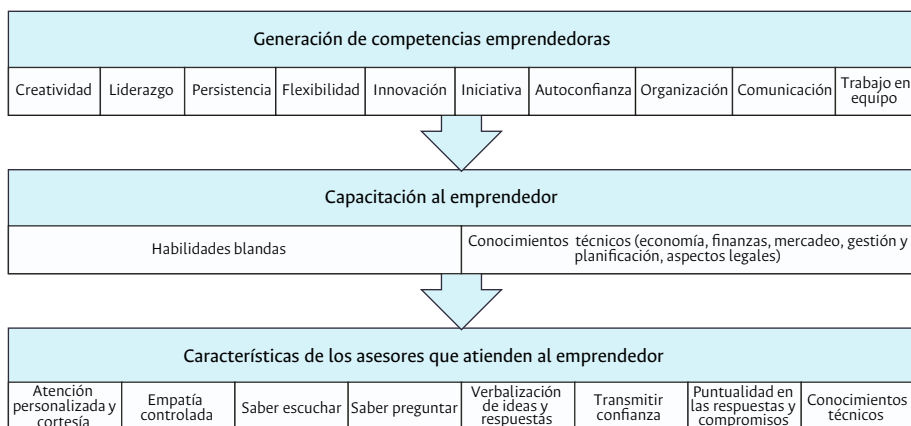 Generación de competencias emprendedoras
Creatividad
Liderazgo
Persistencia
Flexibilidad
Innovación
Iniciativa
Autoconfianza
Organización
Comunicación
Trabajo en
equipo
Capacitación al emprendedor
Habilidades blandas
Conocimientos técnicos (economía, finanzas, mercadeo, gestión y
planificación, aspectos legales)
Características de los asesores que atienden al emprendedor
Atención
personalizada y
cortesía
Empatía
controlada
Saber escuchar
Saber preguntar
Verbalización
de ideas y
respuestas
Transmitir
confianza
Puntualidad en
las respuestas y
compromisos
Conocimientos
técnicos